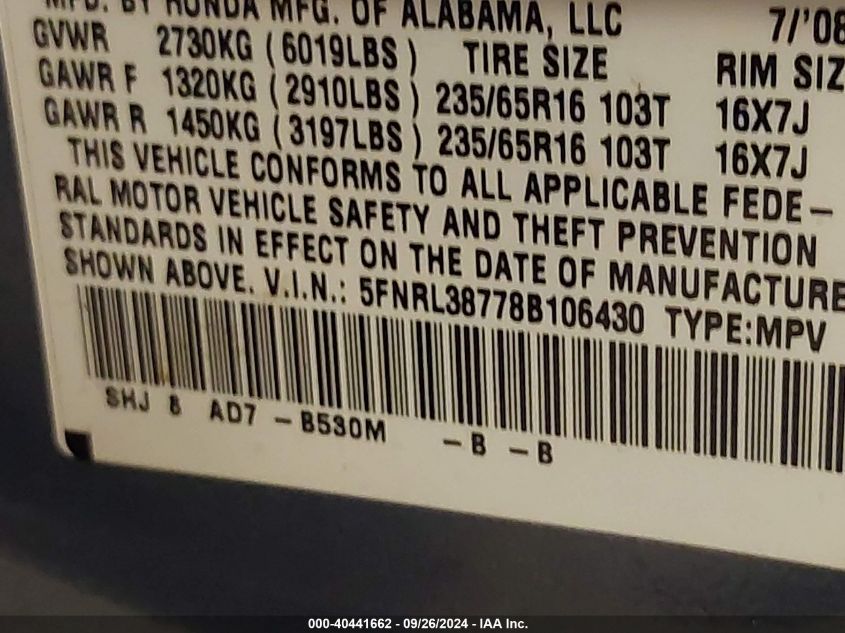 MFD. BY HONDA MFG. OF ALABAMA, LLC 7/'08
GVWR 2730KG (6019LBS) TIRE SIZE RIM SIZ
GAWR F 1320KG (2910LBS) 235/65R16 103T 16X7J
GAWR R 1450KG (3197LBS) 235/65R16 103T 16X7J
THIS VEHICLE CONFORMS TO ALL APPLICABLE FEDE-
RAL MOTOR VEHICLE SAFETY AND THEFT PREVENTION
STANDARDS IN EFFECT ON THE DATE OF MANUFACTURE
SHOWN ABOVE. V.I.N.: 5FNRL38778B106430 TYPE:MPV
SHJ 8 AD7 -B530M -B -B
000-40441662 - 09/26/2024 - IAA Inc.